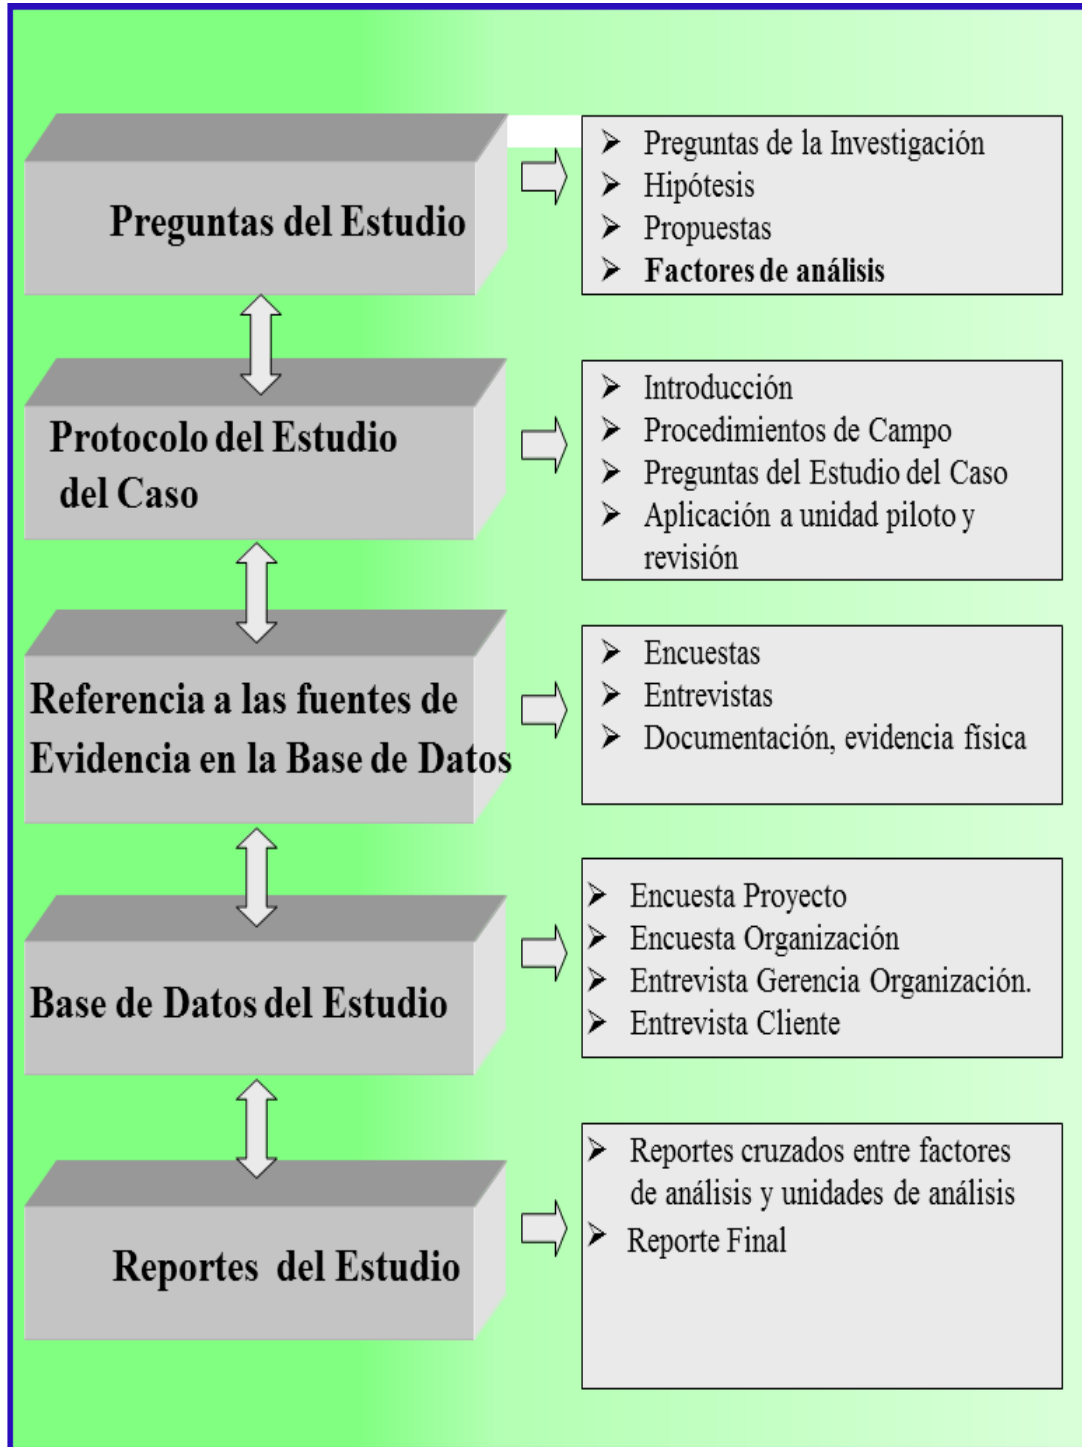 Preguntas del Estudio
➢ Preguntas de la Investigación
➢ Hipótesis
➢ Propuestas
➢ Factores de análisis
Protocolo del Estudio
del Caso
➢ Introducción
➢ Procedimientos de Campo
➢ Preguntas del Estudio del Caso
➢ Aplicación a unidad piloto y
revisión
Referencia a las fuentes de
Evidencia en la Base de Datos
➢ Encuestas
➢ Entrevistas
➢ Documentación, evidencia física
Base de Datos del Estudio
➢ Encuesta Proyecto
➢ Encuesta Organización
➢ Entrevista Gerencia Organización.
➢ Entrevista Cliente
Reportes del Estudio
➢ Reportes cruzados entre factores
de análisis y unidades de análisis
➢ Reporte Final